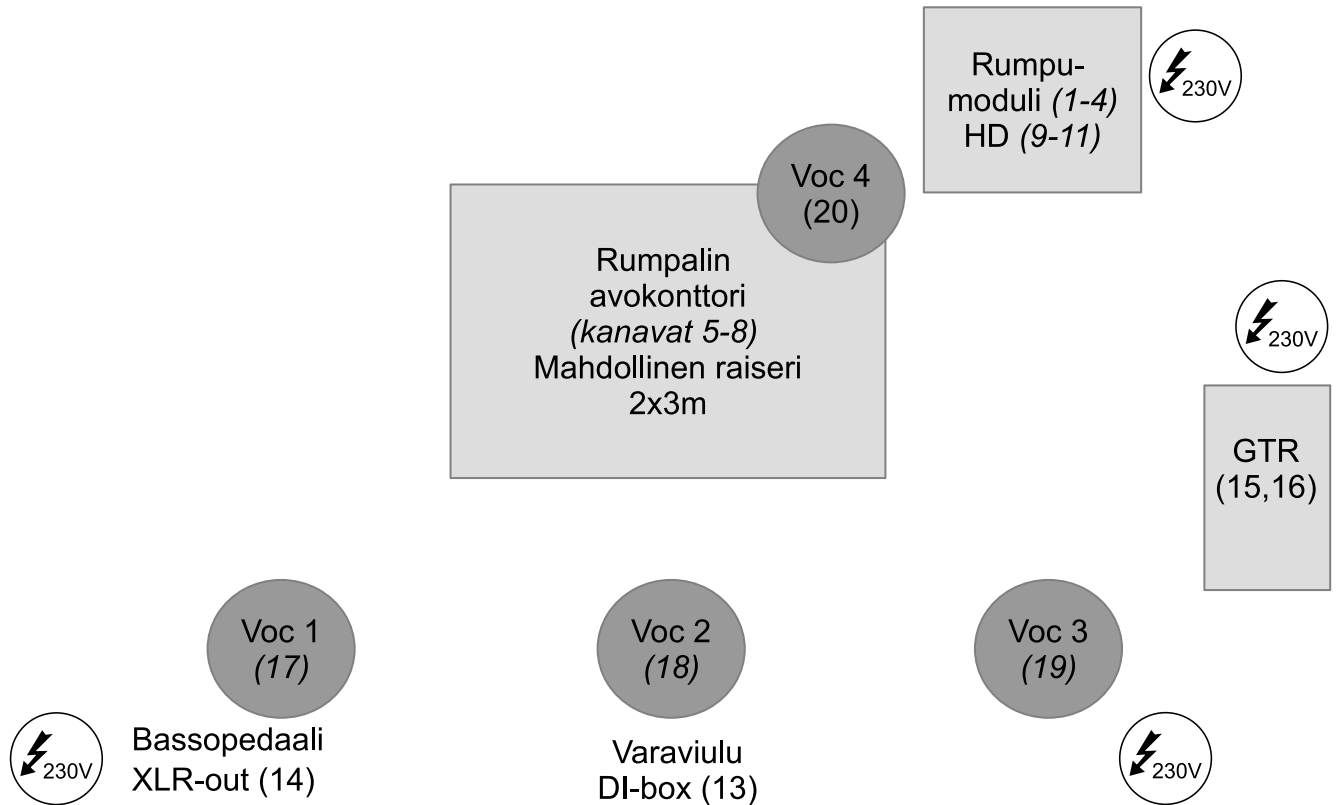 Rumpu-
moduli (1-4)
HD (9-11)
230V
Voc 4
(20)
Rumpalin
avokonttori
(kanavat 5-8)
Mahdollinen raiseri
2x3m
230V
GTR
(15,16)
Voc 1
(17)
Voc 2
(18)
Voc 3
(19)
230V
Bassopedaali
XLR-out (14)
Varaviulu
DI-box (13)
230V